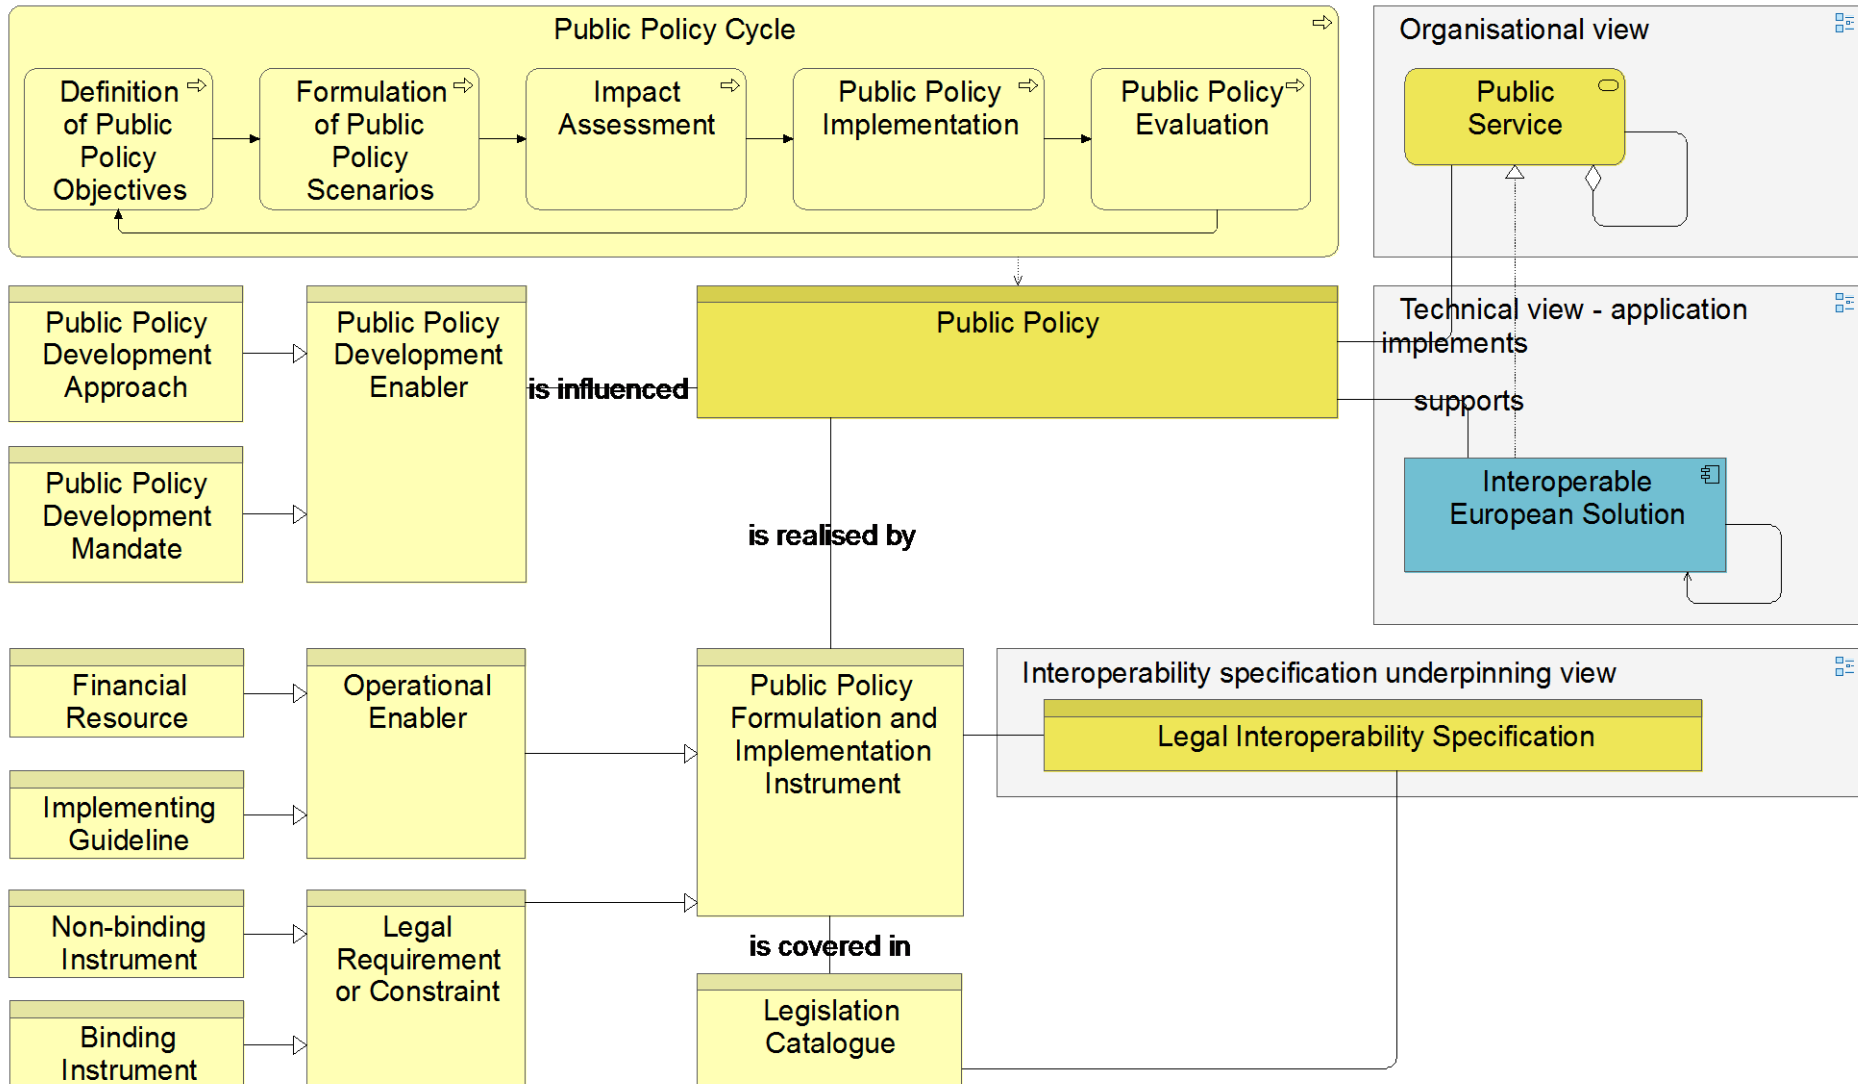 Public Policy Cycle
Definition
of Public
Policy
Objectives
Formulation
of Public
Policy
Scenarios
Impact
Assessment
Public Policy
Implementation
Public Policy
Evaluation
Organisational view
Public
Service
Public Policy
Development
Approach
Public Policy
Development
Enabler
is influenced
Public Policy
Technical view - application
implements
supports
Public Policy
Development
Mandate
is realised by
Interoperable
European Solution
Financial
Resource
Operational
Enabler
Public Policy
Formulation and
Implementation
Instrument
Interoperability specification underpinning view
Legal Interoperability Specification
Implementing
Guideline
Non-binding
Instrument
Legal
Requirement
or Constraint
is covered in
Binding
Instrument
Legislation
Catalogue